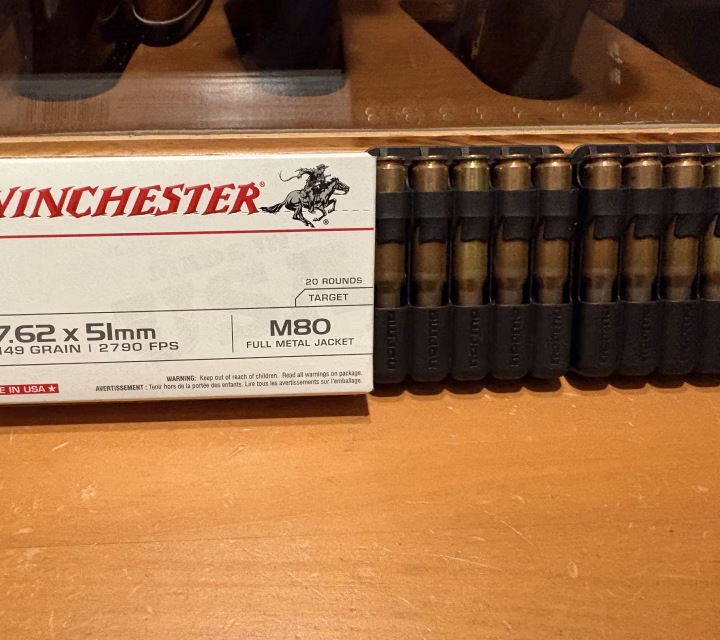 WINCHESTER®
®
20 ROUNDS
TARGET
7.62 x 51mm
149 GRAIN | 2790 FPS
M80
FULL METAL JACKET
WARNING: Keep out of reach of children. Read all warnings on package.
AVERTISSEMENT : Tenir hors de la portée des enfants. Lire tous les avertissements sur l'emballage.
E IN USA ★